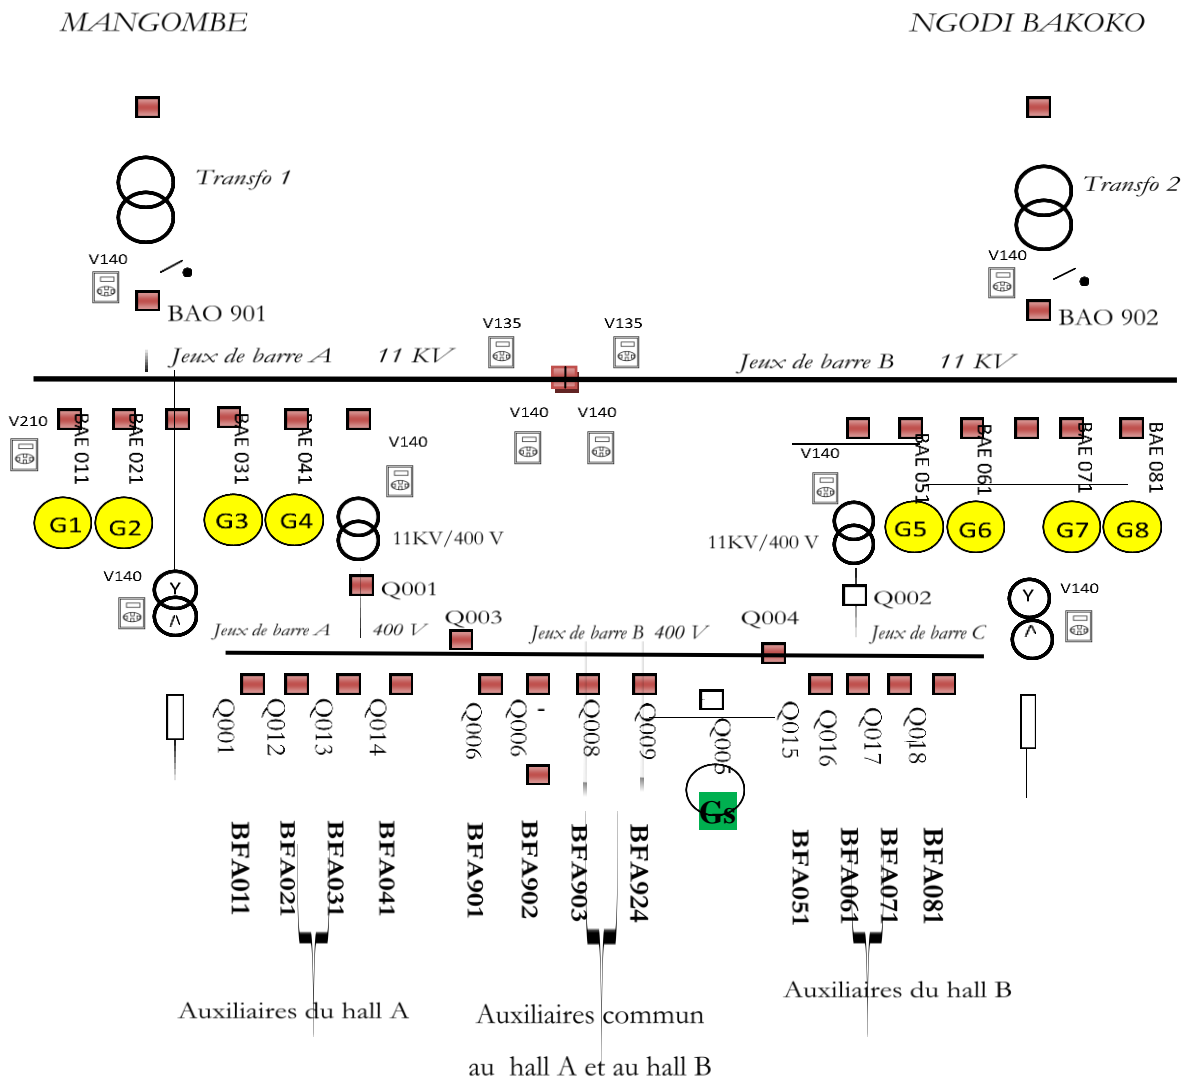 MANGOMBE
NGODI BAKOKO
Transfo 1
Transfo 2
V140
V140
BAO 901
BAO 902
V135
V135
Jeux de barre A 11 KV
Jeux de barre B 11 KV
V210
BAE 011
BAE 021
BAE 031
BAE 041
V140
V140
V140
V140
BAE 051
BAE 061
BAE 071
BAE 081
G1
G2
G3
G4
11KV/400 V
11KV/400 V
G5
G6
G7
G8
V140
Y
Λ
Q001
Q002
V140
Y
Λ
Q003
Q004
Jeux de barre A 400 V
Jeux de barre B 400 V
Jeux de barre C
Q001
Q012
Q013
Q014
Q006
Q006
'
Q008
Q009
Q005
Q015
Q016
Q017
Q018
Gs
BFA011
BFA021
BFA031
BFA041
BFA901
BFA902
BFA903
BFA924
BFA051
BFA061
BFA071
BFA081
Auxiliaires du hall A
Auxiliaires commun
au hall A et au hall B
Auxiliaires du hall B